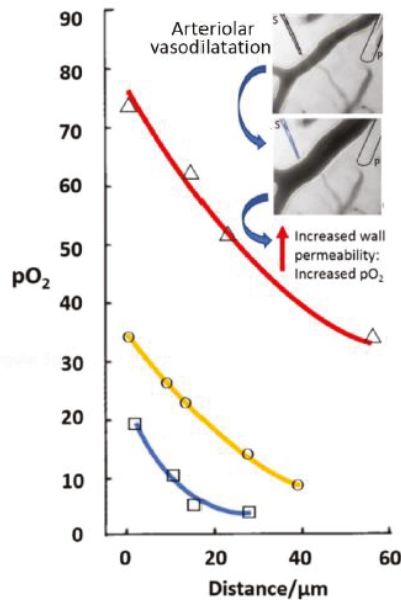 90
80
70
60
50
40
30
20
10
0
pO₂
0
20
40
60
Distance/µm
Arteriolar
vasodilatation
S
P
S
P
Increased wall
permeability:
Increased pO₂